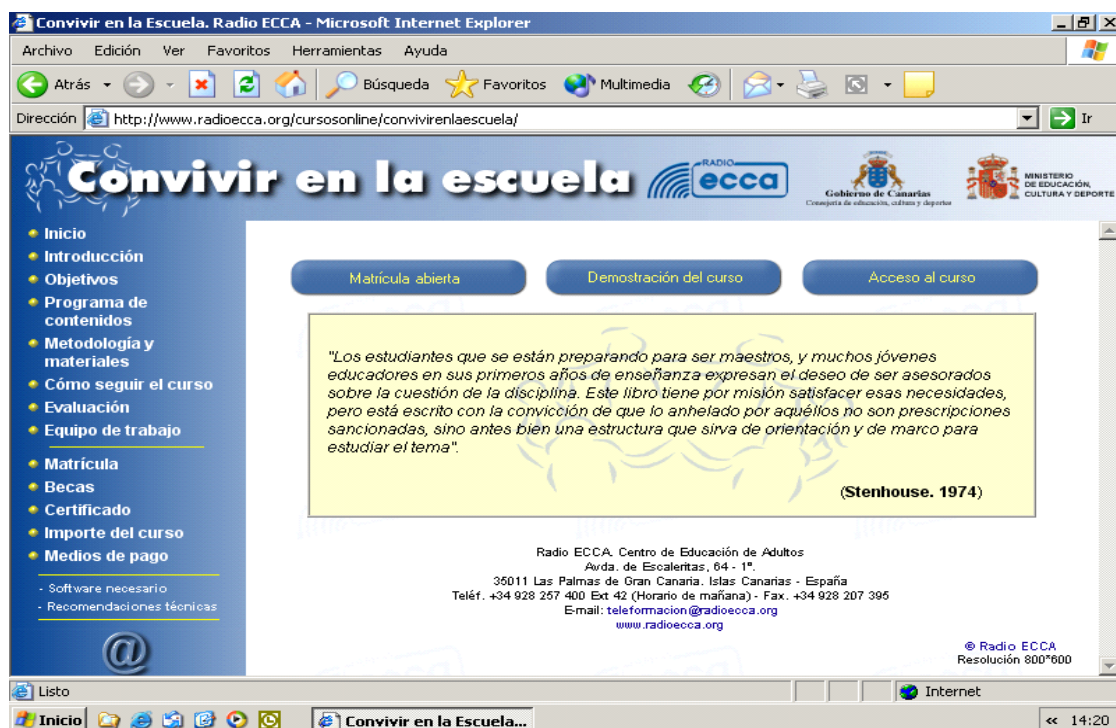 Convivir en la Escuela. Radio ECCA - Microsoft Internet Explorer
Archivo Edición Ver Favoritos Herramientas Ayuda
Atrás Búsqueda Favoritos Multimedia
Dirección http://www.radioecca.org/cursosonline/convivirenlaescuela/ Ir
Convivir en la escuela
RADIO
ecca
Gobierno de Canarias
Consejería de educación, cultura y deportes
MINISTERIO
DE EDUCACIÓN,
CULTURA Y DEPORTE
Inicio
Introducción
Objetivos
Programa de
contenidos
Metodología y
materiales
Cómo seguir el curso
Evaluación
Equipo de trabajo
Matrícula
Becas
Certificado
Importe del curso
Medios de pago
- Software necesario
- Recomendaciones técnicas
@
Matrícula abierta Demostración del curso Acceso al curso
"Los estudiantes que se están preparando para ser maestros, y muchos jóvenes
educadores en sus primeros años de enseñanza expresan el deseo de ser asesorados
sobre la cuestión de la disciplina. Este libro tiene por misión satisfacer esas necesidades,
pero está escrito con la convicción de que lo anhelado por aquéllos no son prescripciones
sancionadas, sino antes bien una estructura que sirva de orientación y de marco para
estudiar el tema".
(Stenhouse. 1974)
Radio ECCA. Centro de Educación de Adultos
Avda. de Escaleritas, 64 - 1º.
35011 Las Palmas de Gran Canaria. Islas Canarias - España
Teléf. +34 928 257 400 Ext 42 (Horario de mañana) - Fax. +34 928 207 395
E-mail: teleformacion@radioecca.org
www.radioecca.org
® Radio ECCA
Resolución 800*600
Listo Internet
Inicio Convivir en la Escuela... « 14:20